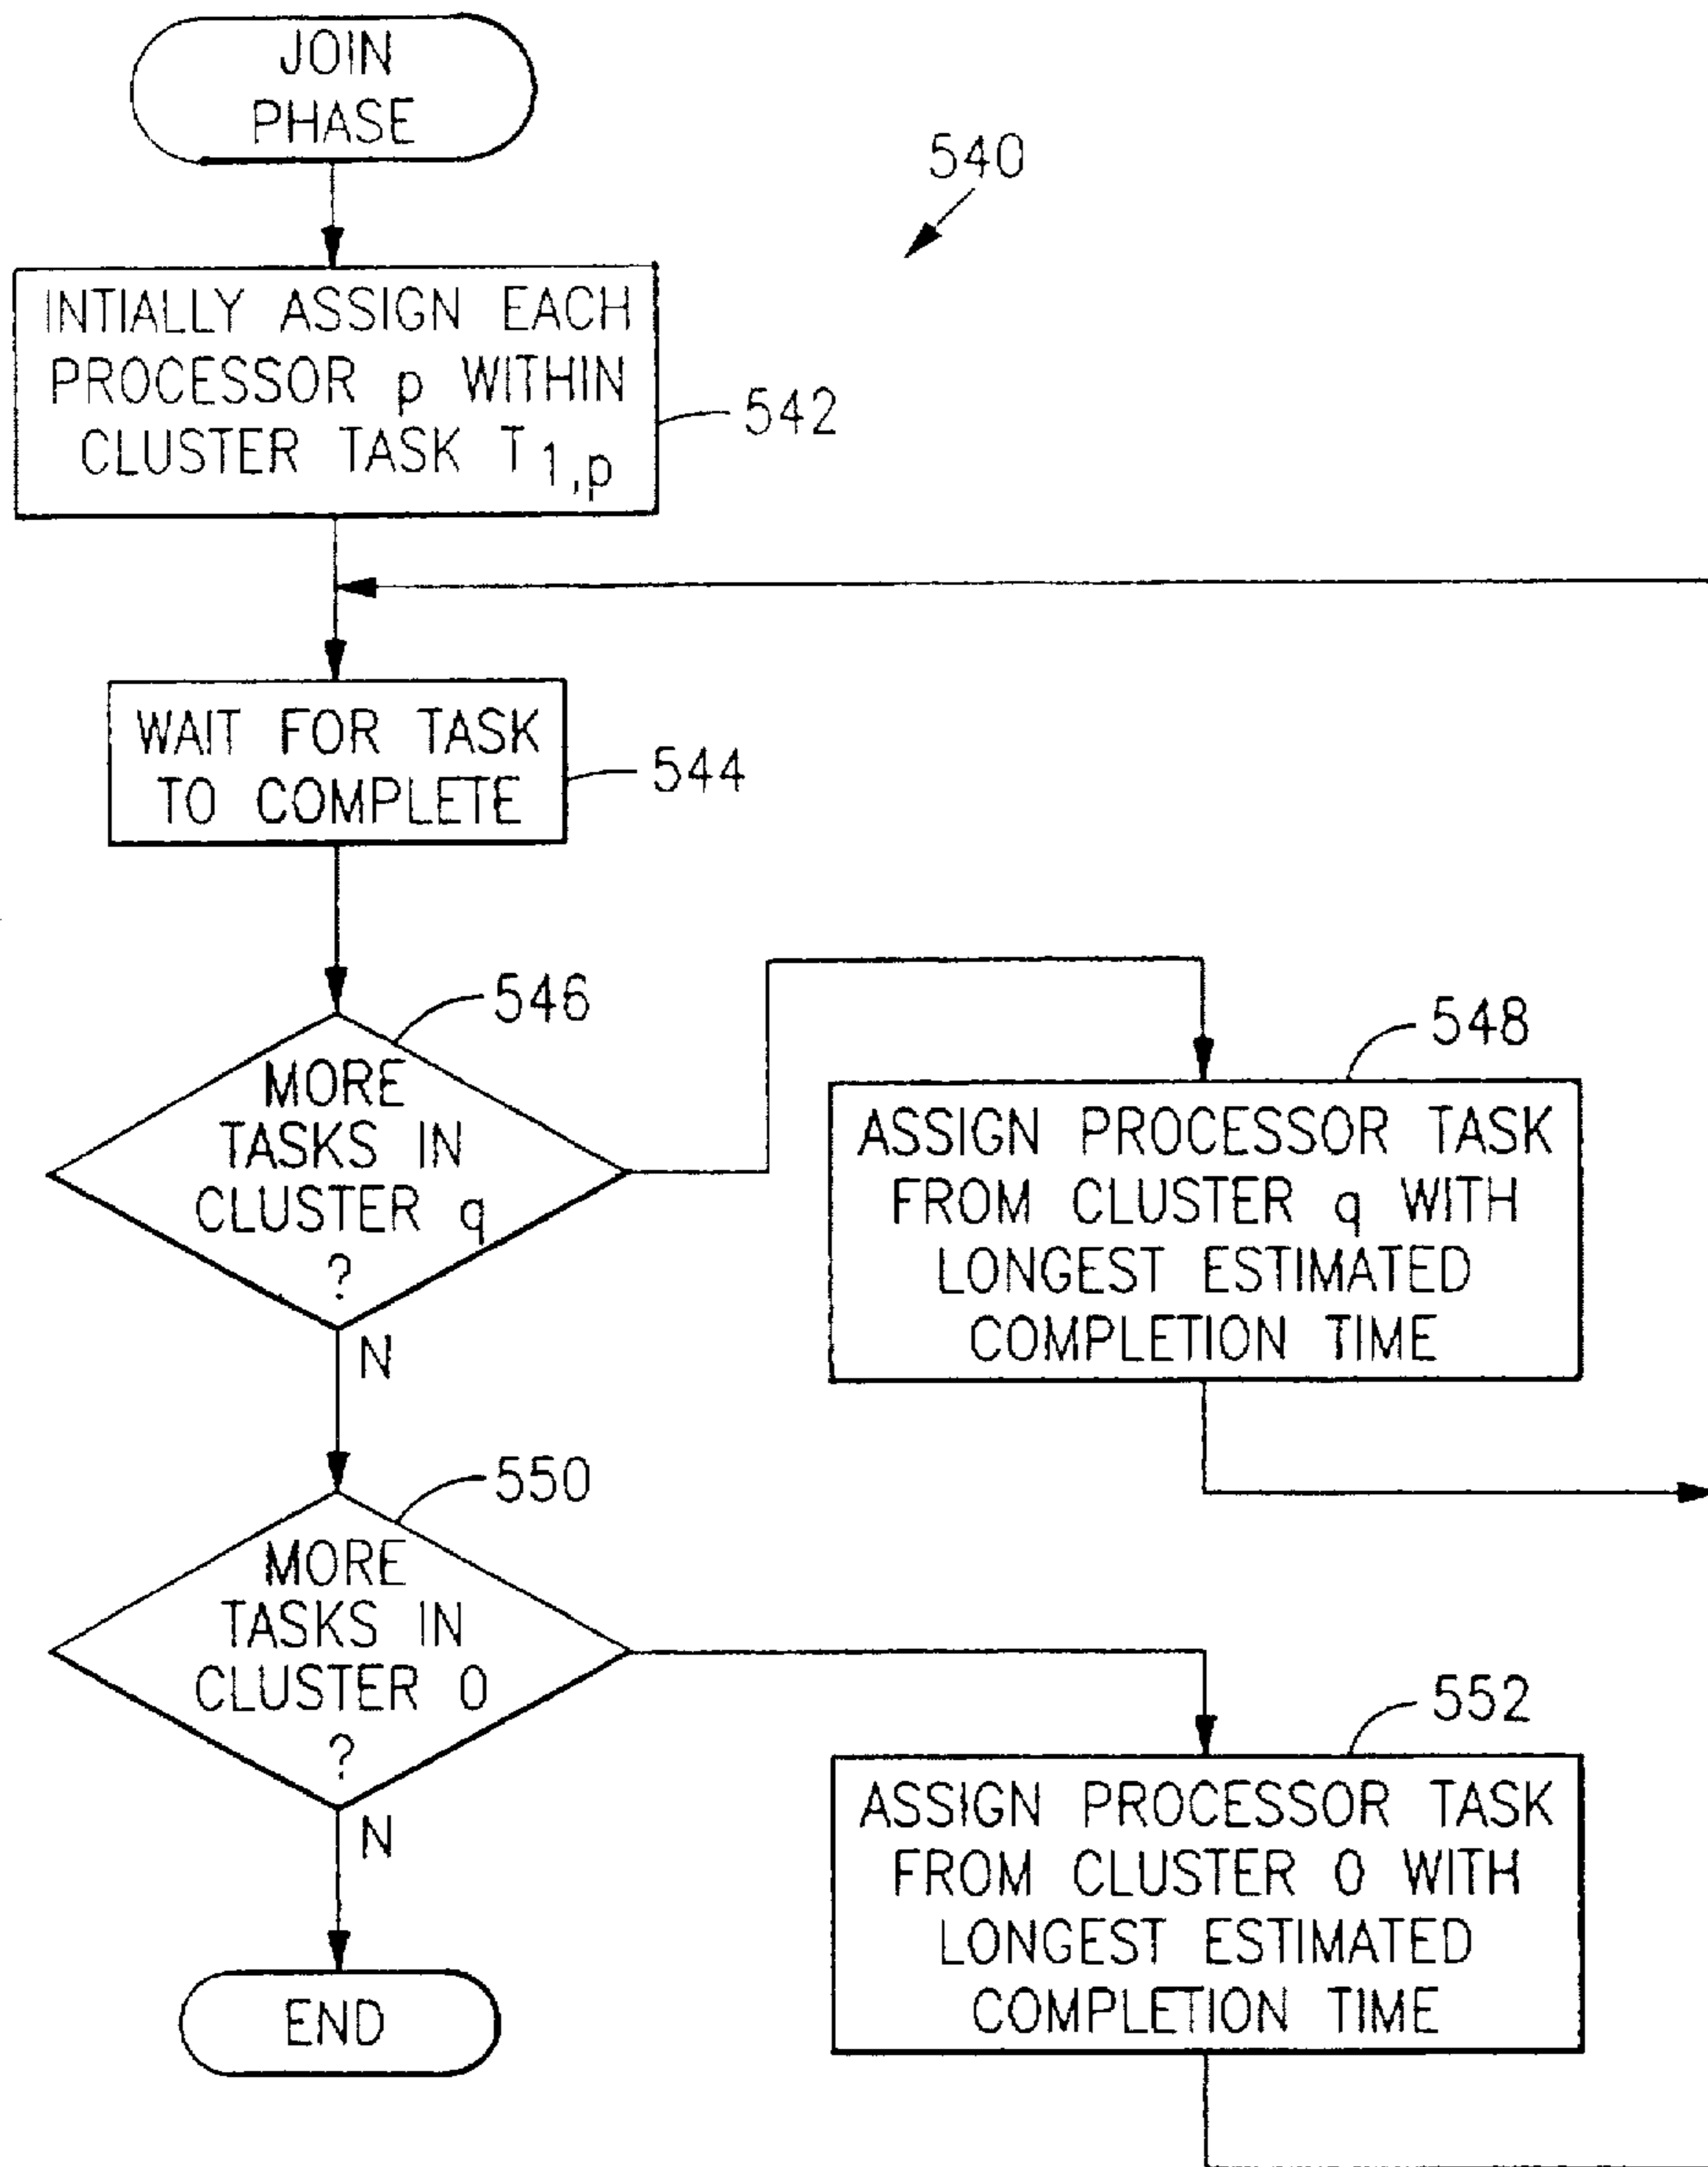 JOIN
PHASE
540
INTIALLY ASSIGN EACH
PROCESSOR p WITHIN
CLUSTER TASK T1,p
542
WAIT FOR TASK
TO COMPLETE
544
546
MORE
TASKS IN
CLUSTER q
?
N
548
ASSIGN PROCESSOR TASK
FROM CLUSTER q WITH
LONGEST ESTIMATED
COMPLETION TIME
550
MORE
TASKS IN
CLUSTER 0
?
N
552
ASSIGN PROCESSOR TASK
FROM CLUSTER 0 WITH
LONGEST ESTIMATED
COMPLETION TIME
END